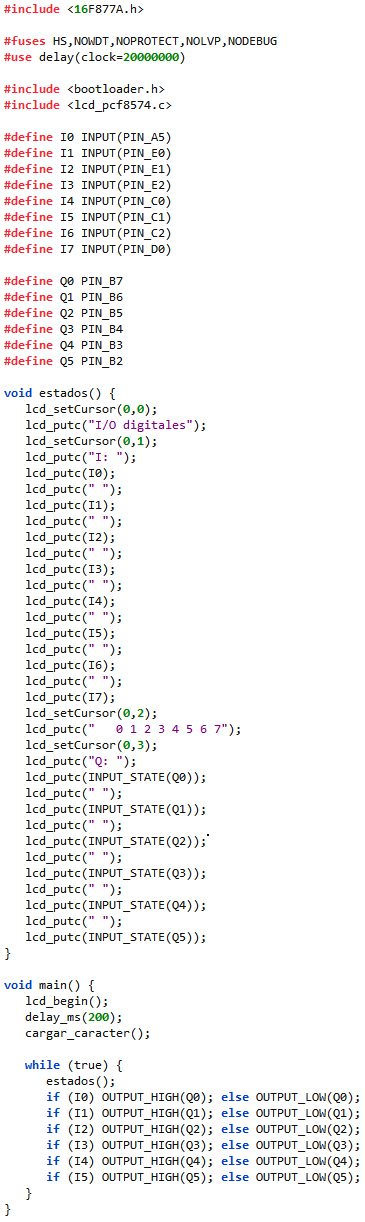 #include <16F877A.h>

#fuses HS,NOWDT,NOPROTECT,NOLVP,NODEBUG
#use delay(clock=20000000)

#include <bootloader.h>
#include <lcd_pcf8574.c>

#define I0 INPUT(PIN_A5)
#define I1 INPUT(PIN_E0)
#define I2 INPUT(PIN_E1)
#define I3 INPUT(PIN_E2)
#define I4 INPUT(PIN_C0)
#define I5 INPUT(PIN_C1)
#define I6 INPUT(PIN_C2)
#define I7 INPUT(PIN_D0)

#define Q0 PIN_B7
#define Q1 PIN_B6
#define Q2 PIN_B5
#define Q3 PIN_B4
#define Q4 PIN_B3
#define Q5 PIN_B2

void estados() {
   lcd_setCursor(0,0);
   lcd_putc("I/O digitales");
   lcd_setCursor(0,1);
   lcd_putc("I: ");
   lcd_putc(I0);
   lcd_putc(" ");
   lcd_putc(I1);
   lcd_putc(" ");
   lcd_putc(I2);
   lcd_putc(" ");
   lcd_putc(I3);
   lcd_putc(" ");
   lcd_putc(I4);
   lcd_putc(" ");
   lcd_putc(I5);
   lcd_putc(" ");
   lcd_putc(I6);
   lcd_putc(" ");
   lcd_putc(I7);
   lcd_setCursor(0,2);
   lcd_putc("   0 1 2 3 4 5 6 7");
   lcd_setCursor(0,3);
   lcd_putc("Q: ");
   lcd_putc(INPUT_STATE(Q0));
   lcd_putc(" ");
   lcd_putc(INPUT_STATE(Q1));
   lcd_putc(" ");
   lcd_putc(INPUT_STATE(Q2));
   lcd_putc(" ");
   lcd_putc(INPUT_STATE(Q3));
   lcd_putc(" ");
   lcd_putc(INPUT_STATE(Q4));
   lcd_putc(" ");
   lcd_putc(INPUT_STATE(Q5));
}

void main() {
   lcd_begin();
   delay_ms(200);
   cargar_caracter();

   while (true) {
      estados();
      if (I0) OUTPUT_HIGH(Q0); else OUTPUT_LOW(Q0);
      if (I1) OUTPUT_HIGH(Q1); else OUTPUT_LOW(Q1);
      if (I2) OUTPUT_HIGH(Q2); else OUTPUT_LOW(Q2);
      if (I3) OUTPUT_HIGH(Q3); else OUTPUT_LOW(Q3);
      if (I4) OUTPUT_HIGH(Q4); else OUTPUT_LOW(Q4);
      if (I5) OUTPUT_HIGH(Q5); else OUTPUT_LOW(Q5);
   }
}